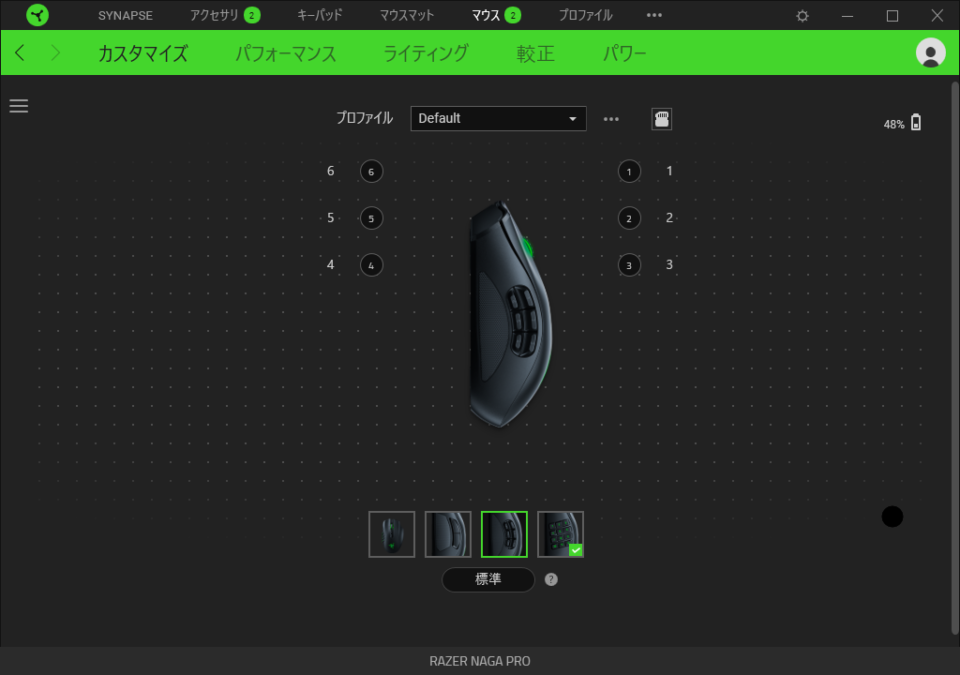 SYNAPSE アクセサリ 2 キーパッド マウスマット マウス 2 プロファイル •••
カスタマイズ パフォーマンス ライティング 較正 パワー
プロファイル Default •••
48%
6 6 1 1
5 5 2 2
4 4 3 3
標準 ?
RAZER NAGA PRO